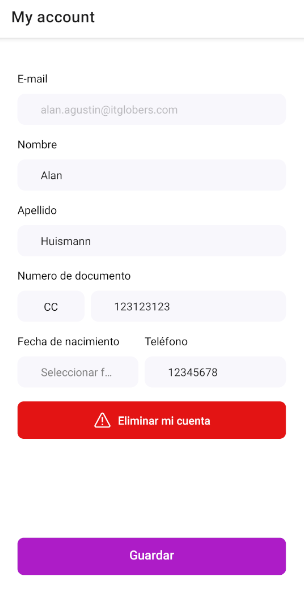 My account
E-mail
alan.agustin@itglobers.com
Nombre
Alan
Apellido
Huismann
Numero de documento
CC 123123123
Fecha de nacimiento Teléfono
Seleccionar f... 12345678
Eliminar mi cuenta
Guardar